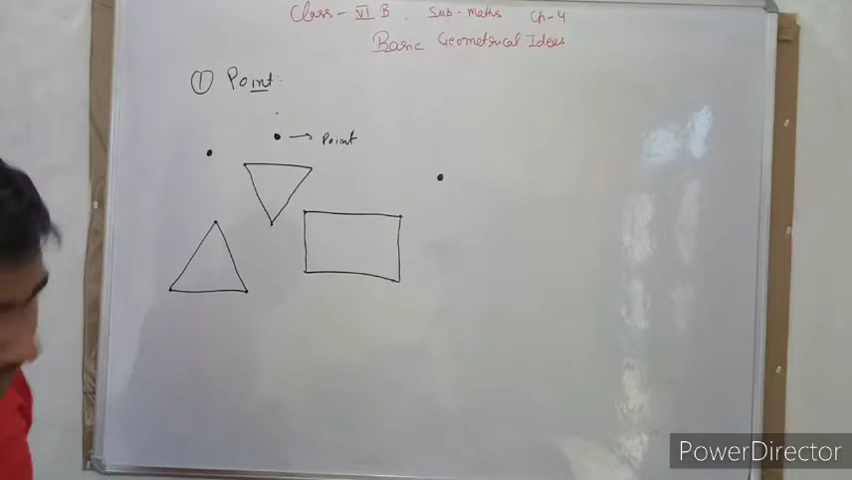 Class - VI B , Sub - Maths Ch - 4
Basic Geometrical Ideas
① Point
→ Point
PowerDirector